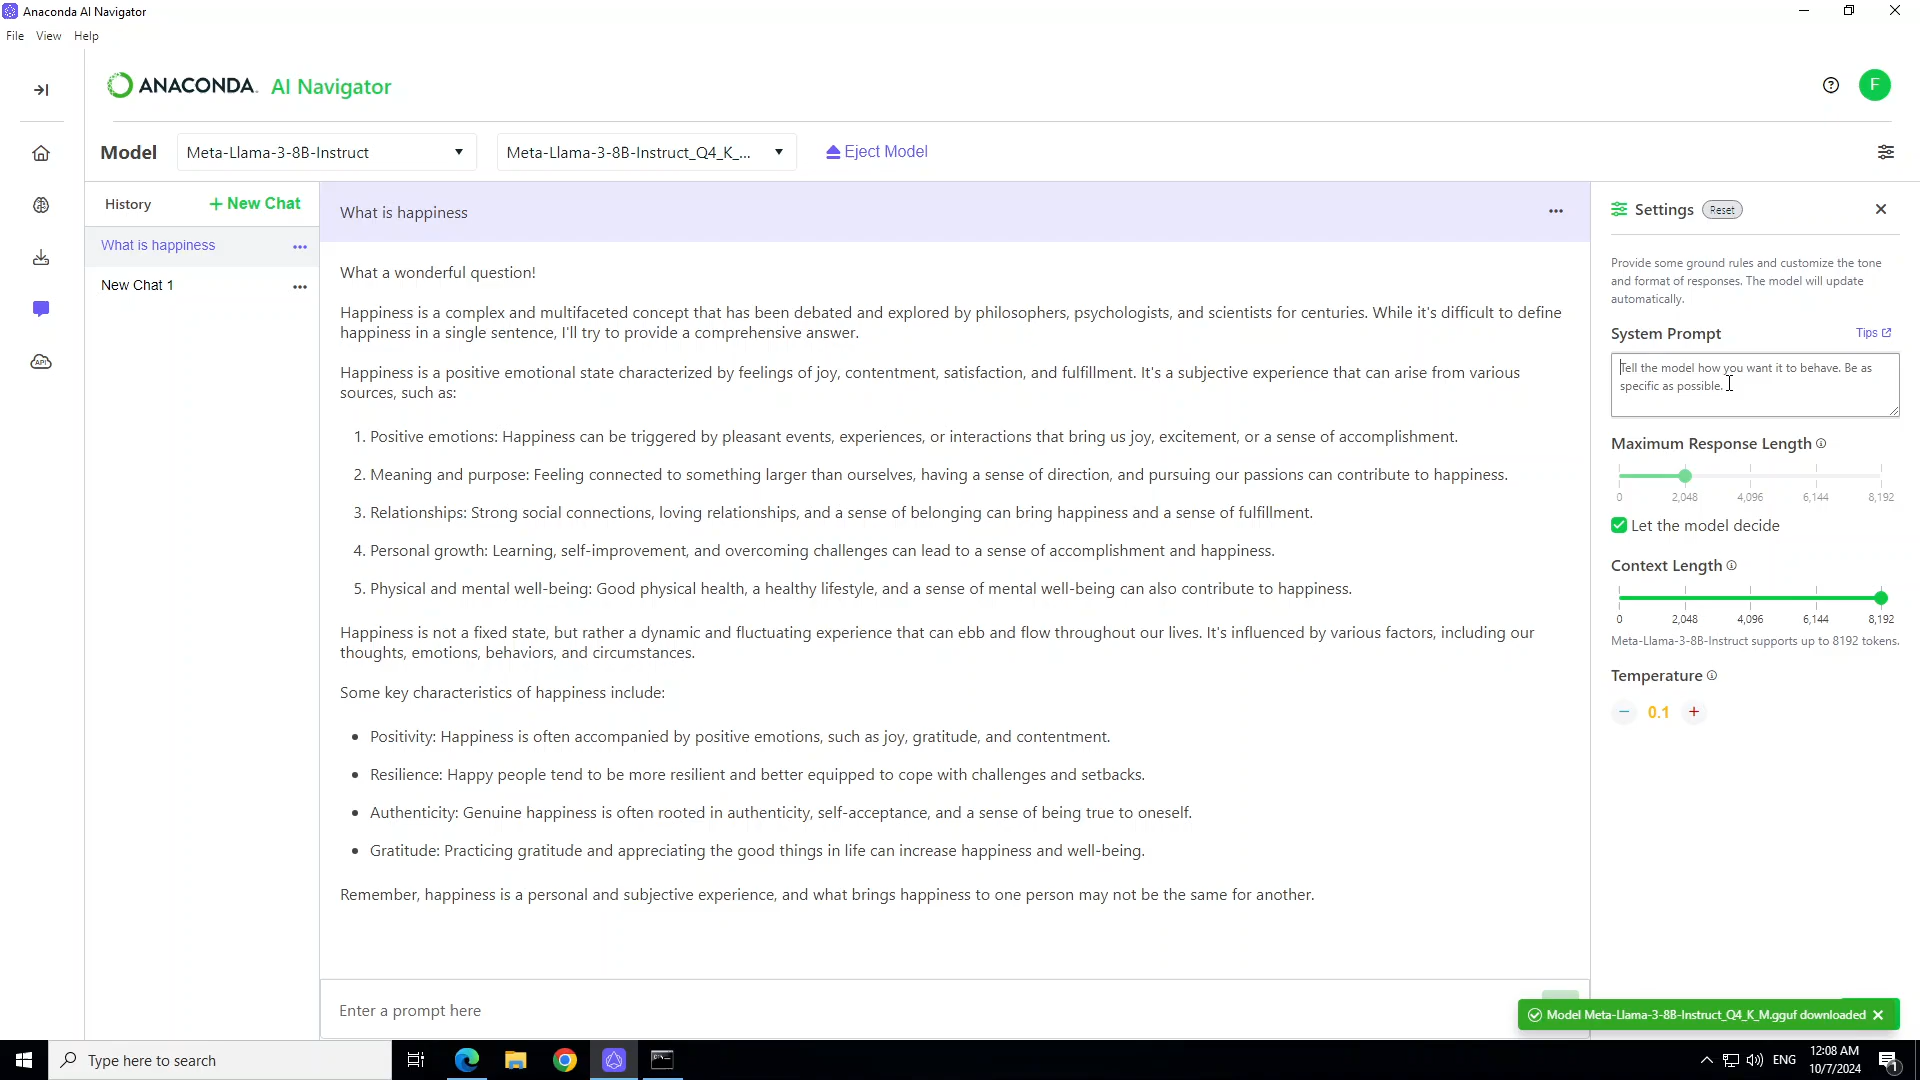 Anaconda AI Navigator
File View Help
ANACONDA. AI Navigator
F
Model
Meta-Llama-3-8B-Instruct
Meta-Llama-3-8B-Instruct_Q4_K_...
Eject Model
History
+ New Chat
What is happiness
New Chat 1
What is happiness
What a wonderful question!
Happiness is a complex and multifaceted concept that has been debated and explored by philosophers, psychologists, and scientists for centuries. While it's difficult to define
happiness in a single sentence, I'll try to provide a comprehensive answer.
Happiness is a positive emotional state characterized by feelings of joy, contentment, satisfaction, and fulfillment. It's a subjective experience that can arise from various
sources, such as:
1. Positive emotions: Happiness can be triggered by pleasant events, experiences, or interactions that bring us joy, excitement, or a sense of accomplishment.
2. Meaning and purpose: Feeling connected to something larger than ourselves, having a sense of direction, and pursuing our passions can contribute to happiness.
3. Relationships: Strong social connections, loving relationships, and a sense of belonging can bring happiness and a sense of fulfillment.
4. Personal growth: Learning, self-improvement, and overcoming challenges can lead to a sense of accomplishment and happiness.
5. Physical and mental well-being: Good physical health, a healthy lifestyle, and a sense of mental well-being can also contribute to happiness.
Happiness is not a fixed state, but rather a dynamic and fluctuating experience that can ebb and flow throughout our lives. It's influenced by various factors, including our
thoughts, emotions, behaviors, and circumstances.
Some key characteristics of happiness include:
• Positivity: Happiness is often accompanied by positive emotions, such as joy, gratitude, and contentment.
• Resilience: Happy people tend to be more resilient and better equipped to cope with challenges and setbacks.
• Authenticity: Genuine happiness is often rooted in authenticity, self-acceptance, and a sense of being true to oneself.
• Gratitude: Practicing gratitude and appreciating the good things in life can increase happiness and well-being.
Remember, happiness is a personal and subjective experience, and what brings happiness to one person may not be the same for another.
Enter a prompt here
Settings Reset
Provide some ground rules and customize the tone
and format of responses. The model will update
automatically.
System Prompt Tips
Tell the model how you want it to behave. Be as
specific as possible.
Maximum Response Length
0 2,048 4,096 6,144 8,192
Let the model decide
Context Length
0 2,048 4,096 6,144 8,192
Meta-Llama-3-8B-Instruct supports up to 8192 tokens.
Temperature
− 0.1 +
Model Meta-Llama-3-8B-Instruct_Q4_K_M.gguf downloaded
API
Type here to search
ENG
12:08 AM
10/7/2024
1